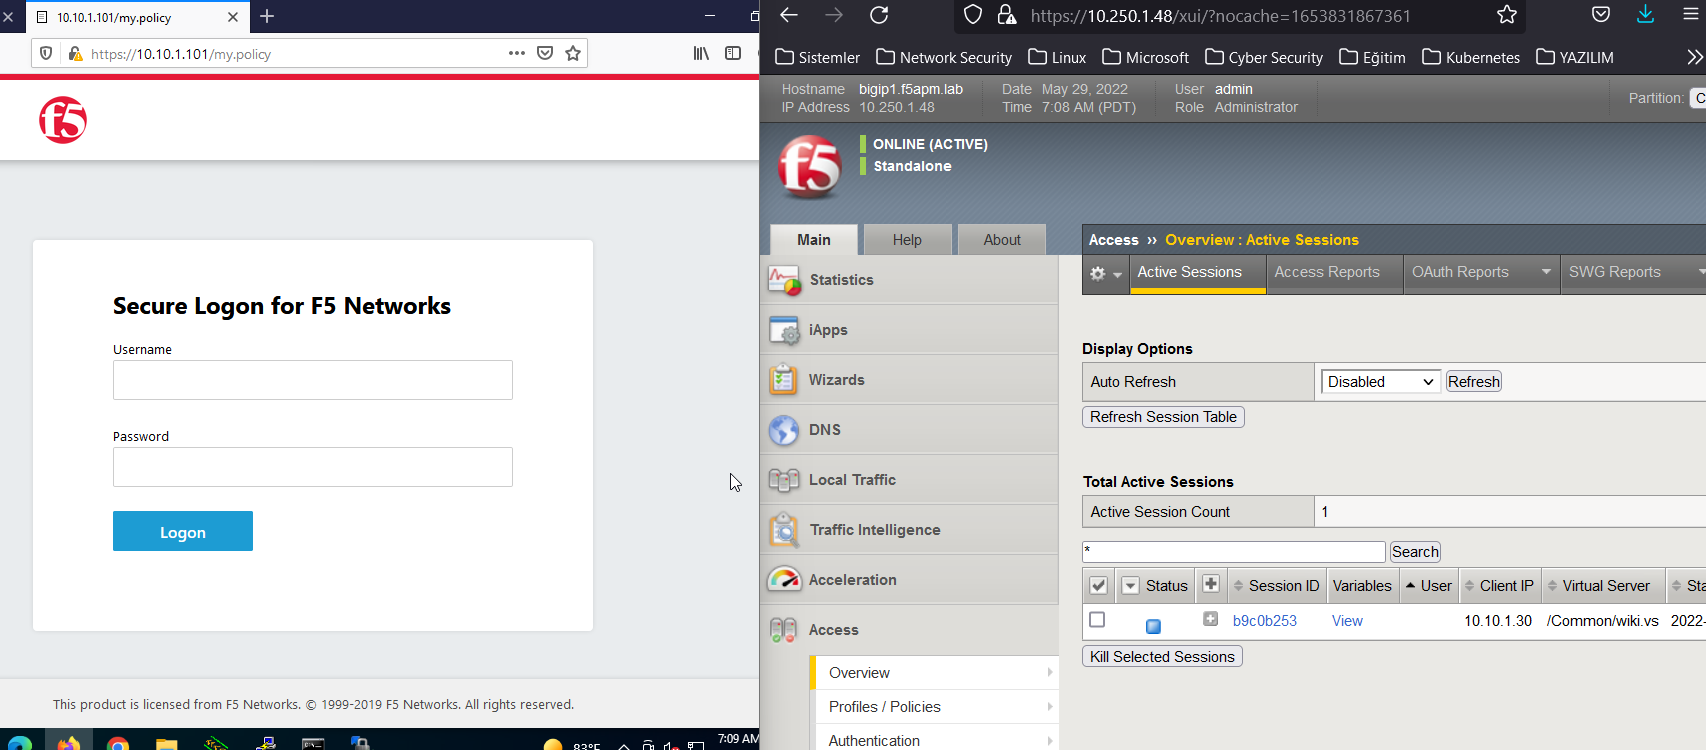 10.10.1.101/my.policy
https://10.10.1.101/my.policy
f5
Secure Logon for F5 Networks
Username
Password
Logon
This product is licensed from F5 Networks. © 1999-2019 F5 Networks. All rights reserved.
83°F
7:09 AM
https://10.250.1.48/xui/?nocache=1653831867361
Sistemler
Network Security
Linux
Microsoft
Cyber Security
Eğitim
Kubernetes
YAZILIM
Hostname bigip1.f5apm.lab Date May 29, 2022 User admin
IP Address 10.250.1.48 Time 7:08 AM (PDT) Role Administrator
Partition: C
f5
ONLINE (ACTIVE)
Standalone
Main Help About
Statistics
iApps
Wizards
DNS
Local Traffic
Traffic Intelligence
Acceleration
Access
Overview
Profiles / Policies
Authentication
Access ›› Overview : Active Sessions
Active Sessions Access Reports OAuth Reports SWG Reports
Display Options
Auto Refresh Disabled Refresh
Refresh Session Table
Total Active Sessions
Active Session Count 1
* Search
Status Session ID Variables User Client IP Virtual Server Sta
b9c0b253 View 10.10.1.30 /Common/wiki.vs 2022-
Kill Selected Sessions